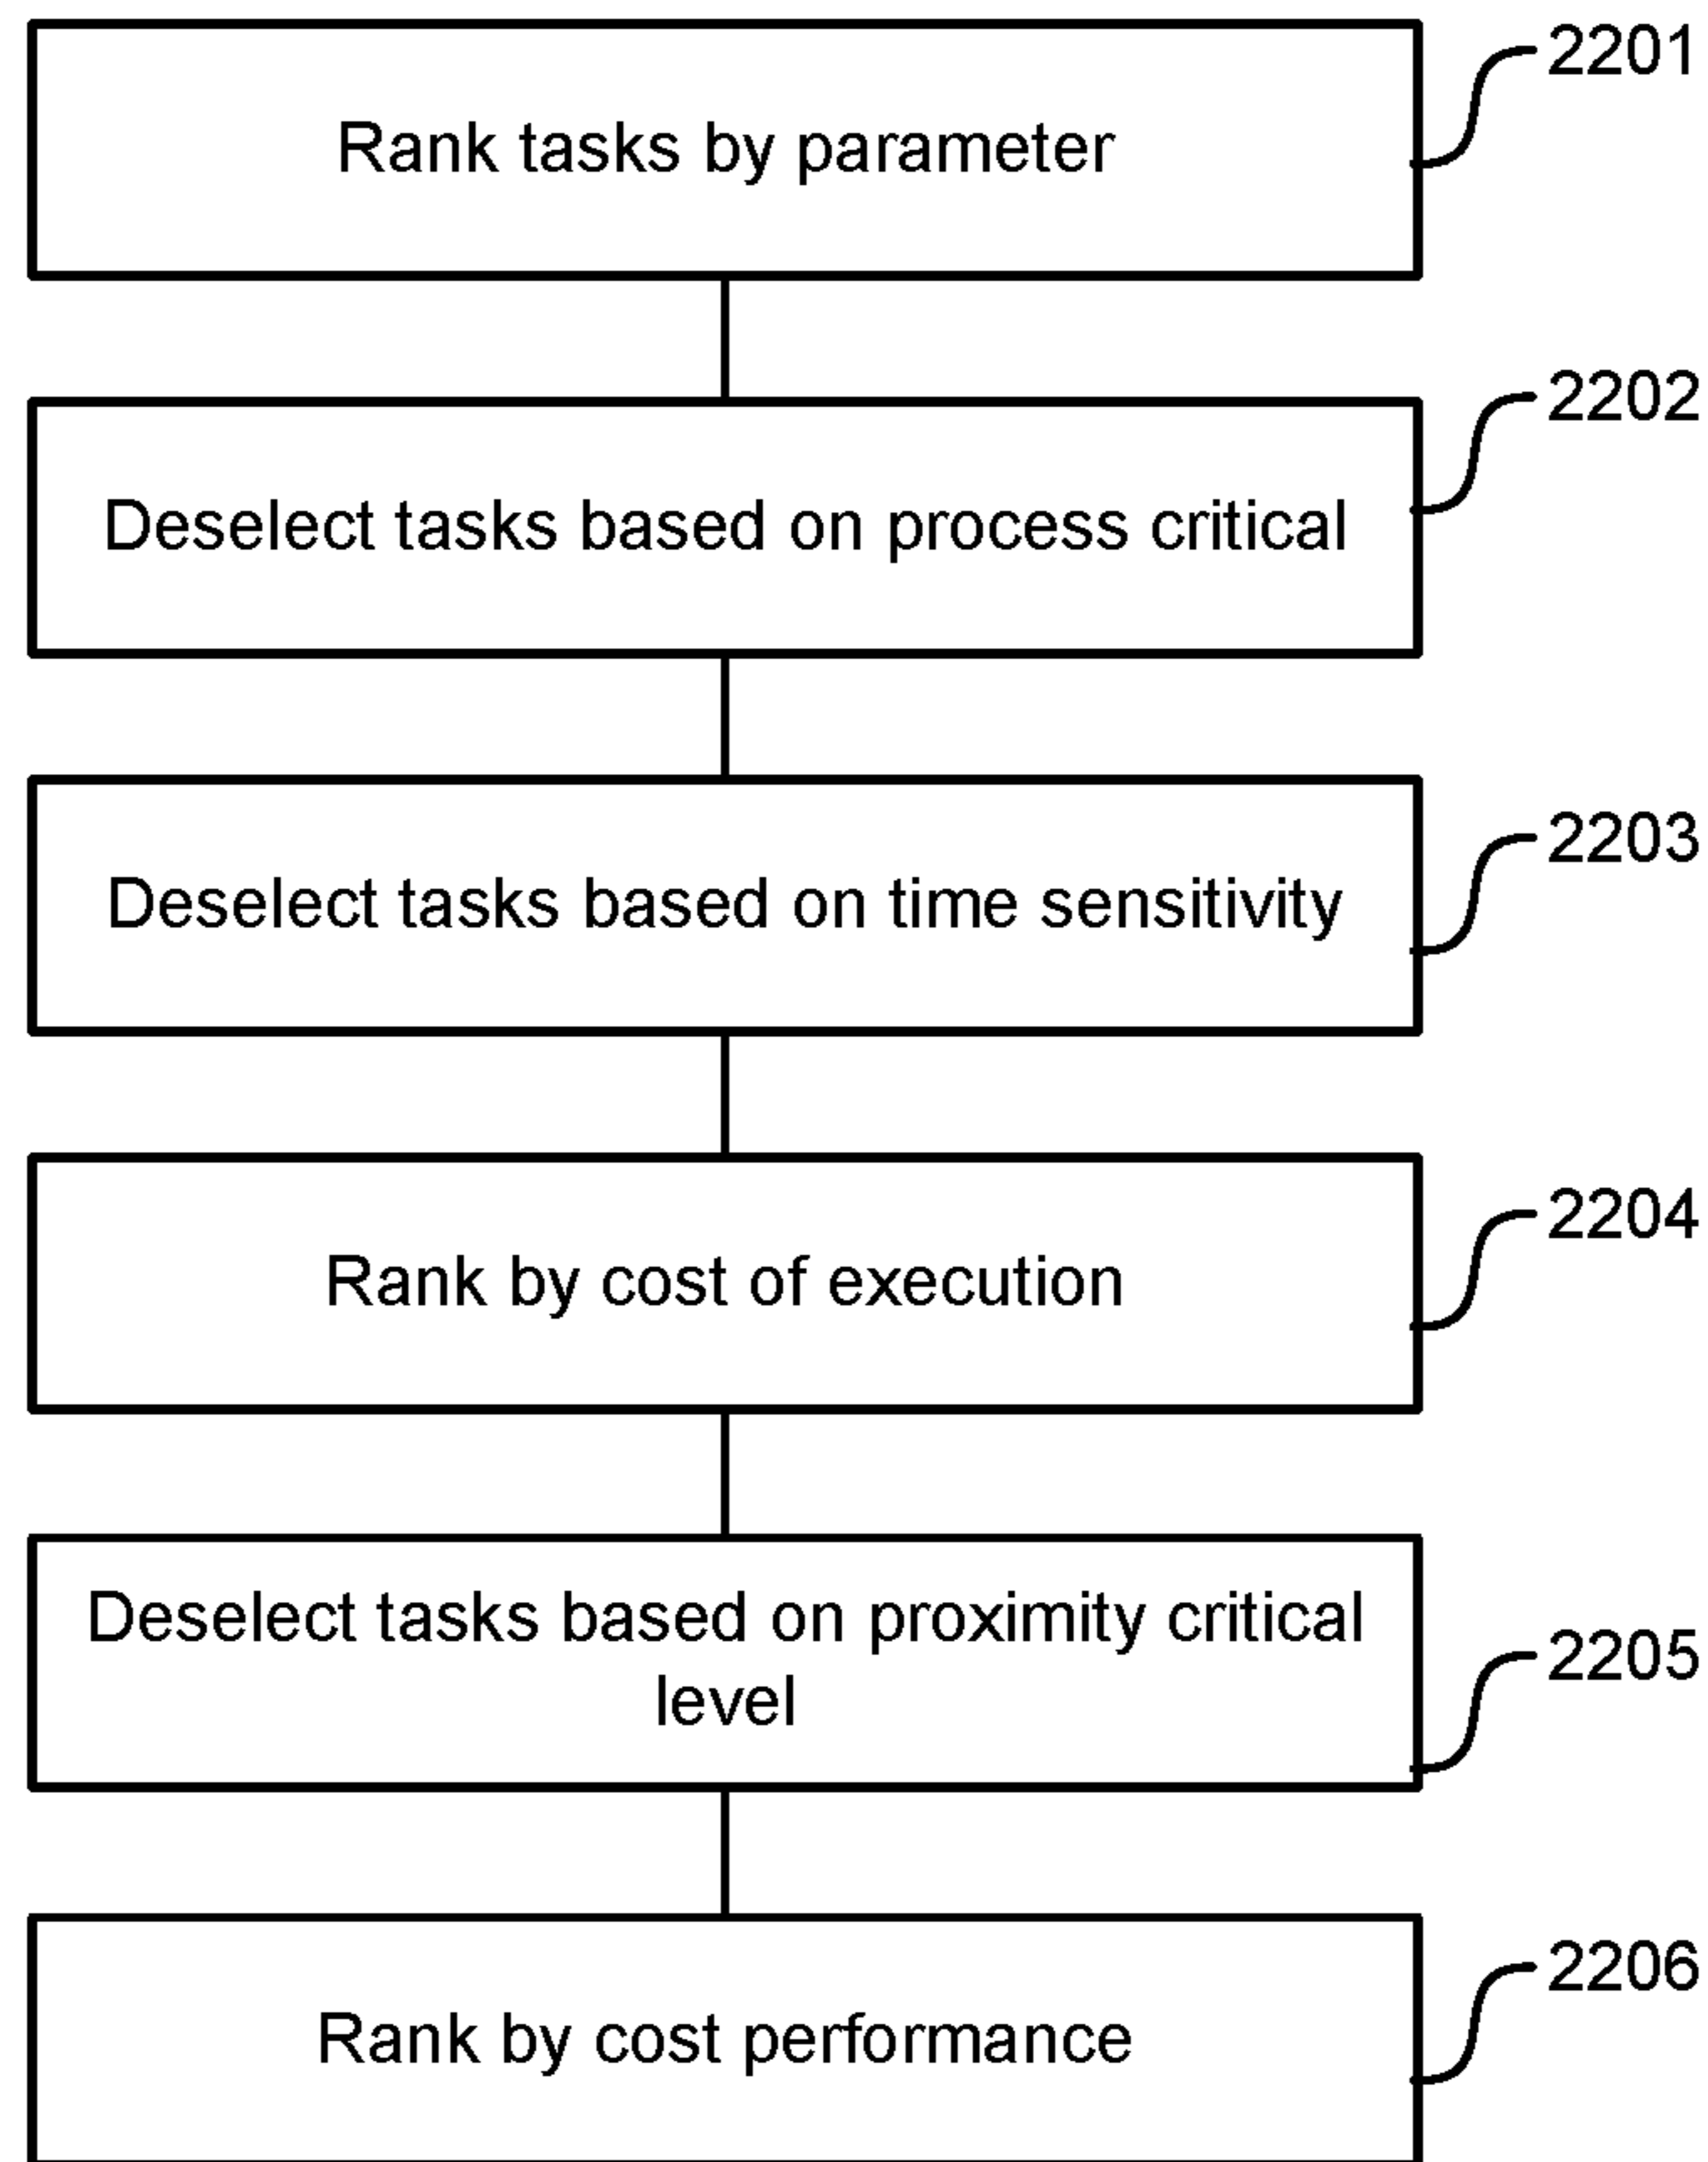 2201
Rank tasks by parameter
2202
Deselect tasks based on process critical
2203
Deselect tasks based on time sensitivity
2204
Rank by cost of execution
Deselect tasks based on proximity critical
level
2205
2206
Rank by cost performance